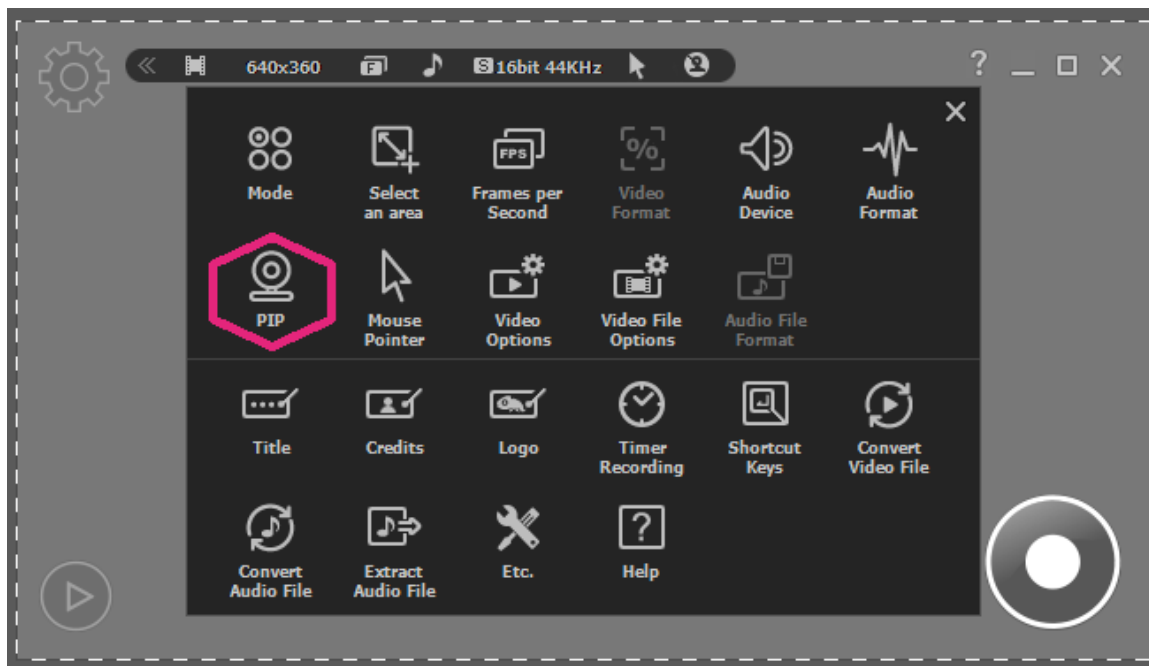 640x360 F S 16bit 44KHz ?
Mode
Select
an area
FPS
Frames per
Second
%
Video
Format
Audio
Device
Audio
Format
PIP
Mouse
Pointer
Video
Options
Video File
Options
Audio File
Format
Title
Credits
Logo
Timer
Recording
Shortcut
Keys
Convert
Video File
Convert
Audio File
Extract
Audio File
Etc.
?
Help